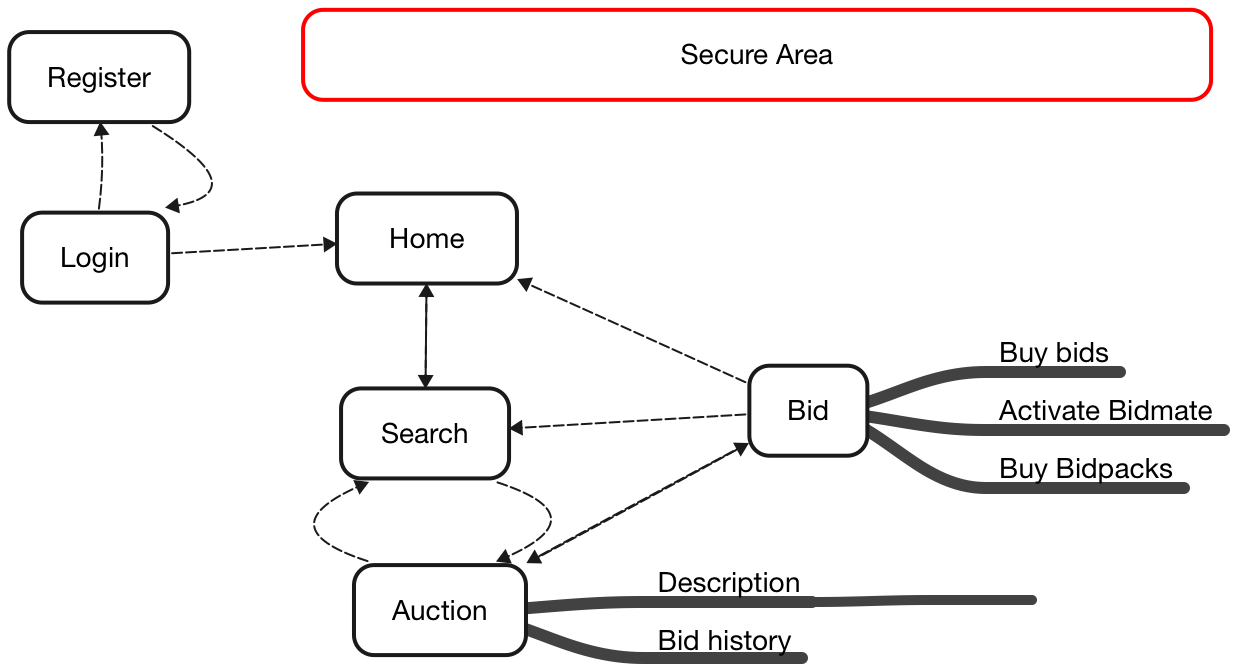 Secure Area
Register
Home
Login
Buy bids
Bid
Activate Bidmate
Search
Buy Bidpacks
Description
Auction
Bid history